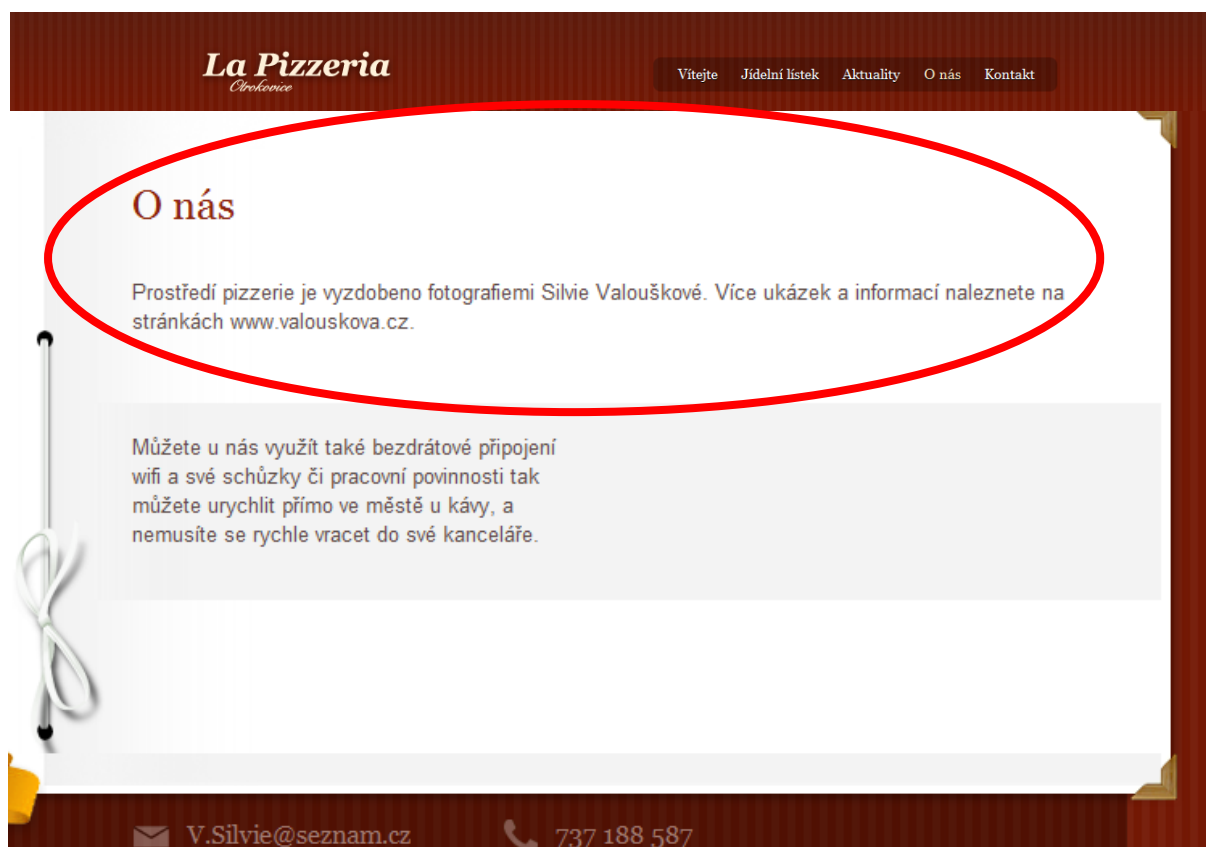 La Pizzeria
Otrokovice
Vítejte Jídelní lístek Aktuality O nás Kontakt
O nás
Prostředí pizzerie je vyzdobeno fotografiemi Silvie Valouškové. Více ukázek a informací naleznete na
stránkách www.valouskova.cz.
Můžete u nás využít také bezdrátové připojení
wifi a své schůzky či pracovní povinnosti tak
můžete urychlit přímo ve městě u kávy, a
nemusíte se rychle vracet do své kanceláře.
V.Silvie@seznam.cz 737 188 587